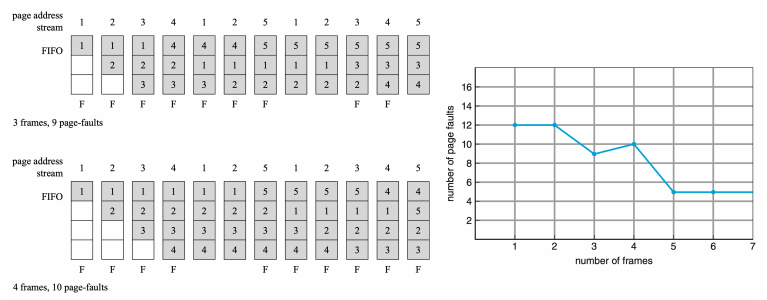 page address stream 1 2 3 4 1 2 5 1 2 3 4 5
FIFO 1 1 1 4 4 4 5 5 5 5 5 5
2 2 2 1 1 1 1 1 3 3 3
3 3 3 2 2 2 2 2 4 4
F F F F F F F F F
3 frames, 9 page-faults
page address stream 1 2 3 4 1 2 5 1 2 3 4 5
FIFO 1 1 1 1 1 1 5 5 5 5 4 4
2 2 2 2 2 2 1 1 1 1 5
3 3 3 3 3 3 2 2 2 2
4 4 4 4 4 4 3 3 3
F F F F F F F F F F
4 frames, 10 page-faults
number of page faults
16
14
12
10
8
6
4
2
1 2 3 4 5 6 7
number of frames